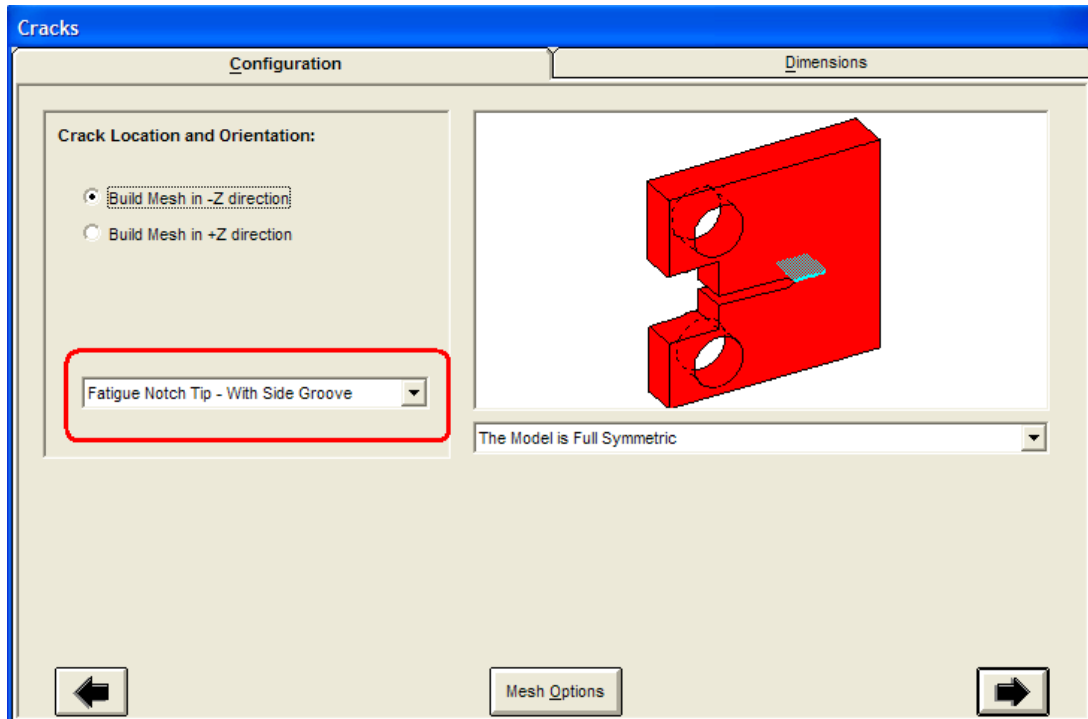 Cracks
Configuration
Dimensions
Crack Location and Orientation:
Build Mesh in -Z direction
Build Mesh in +Z direction
Fatigue Notch Tip - With Side Groove
The Model is Full Symmetric
Mesh Options